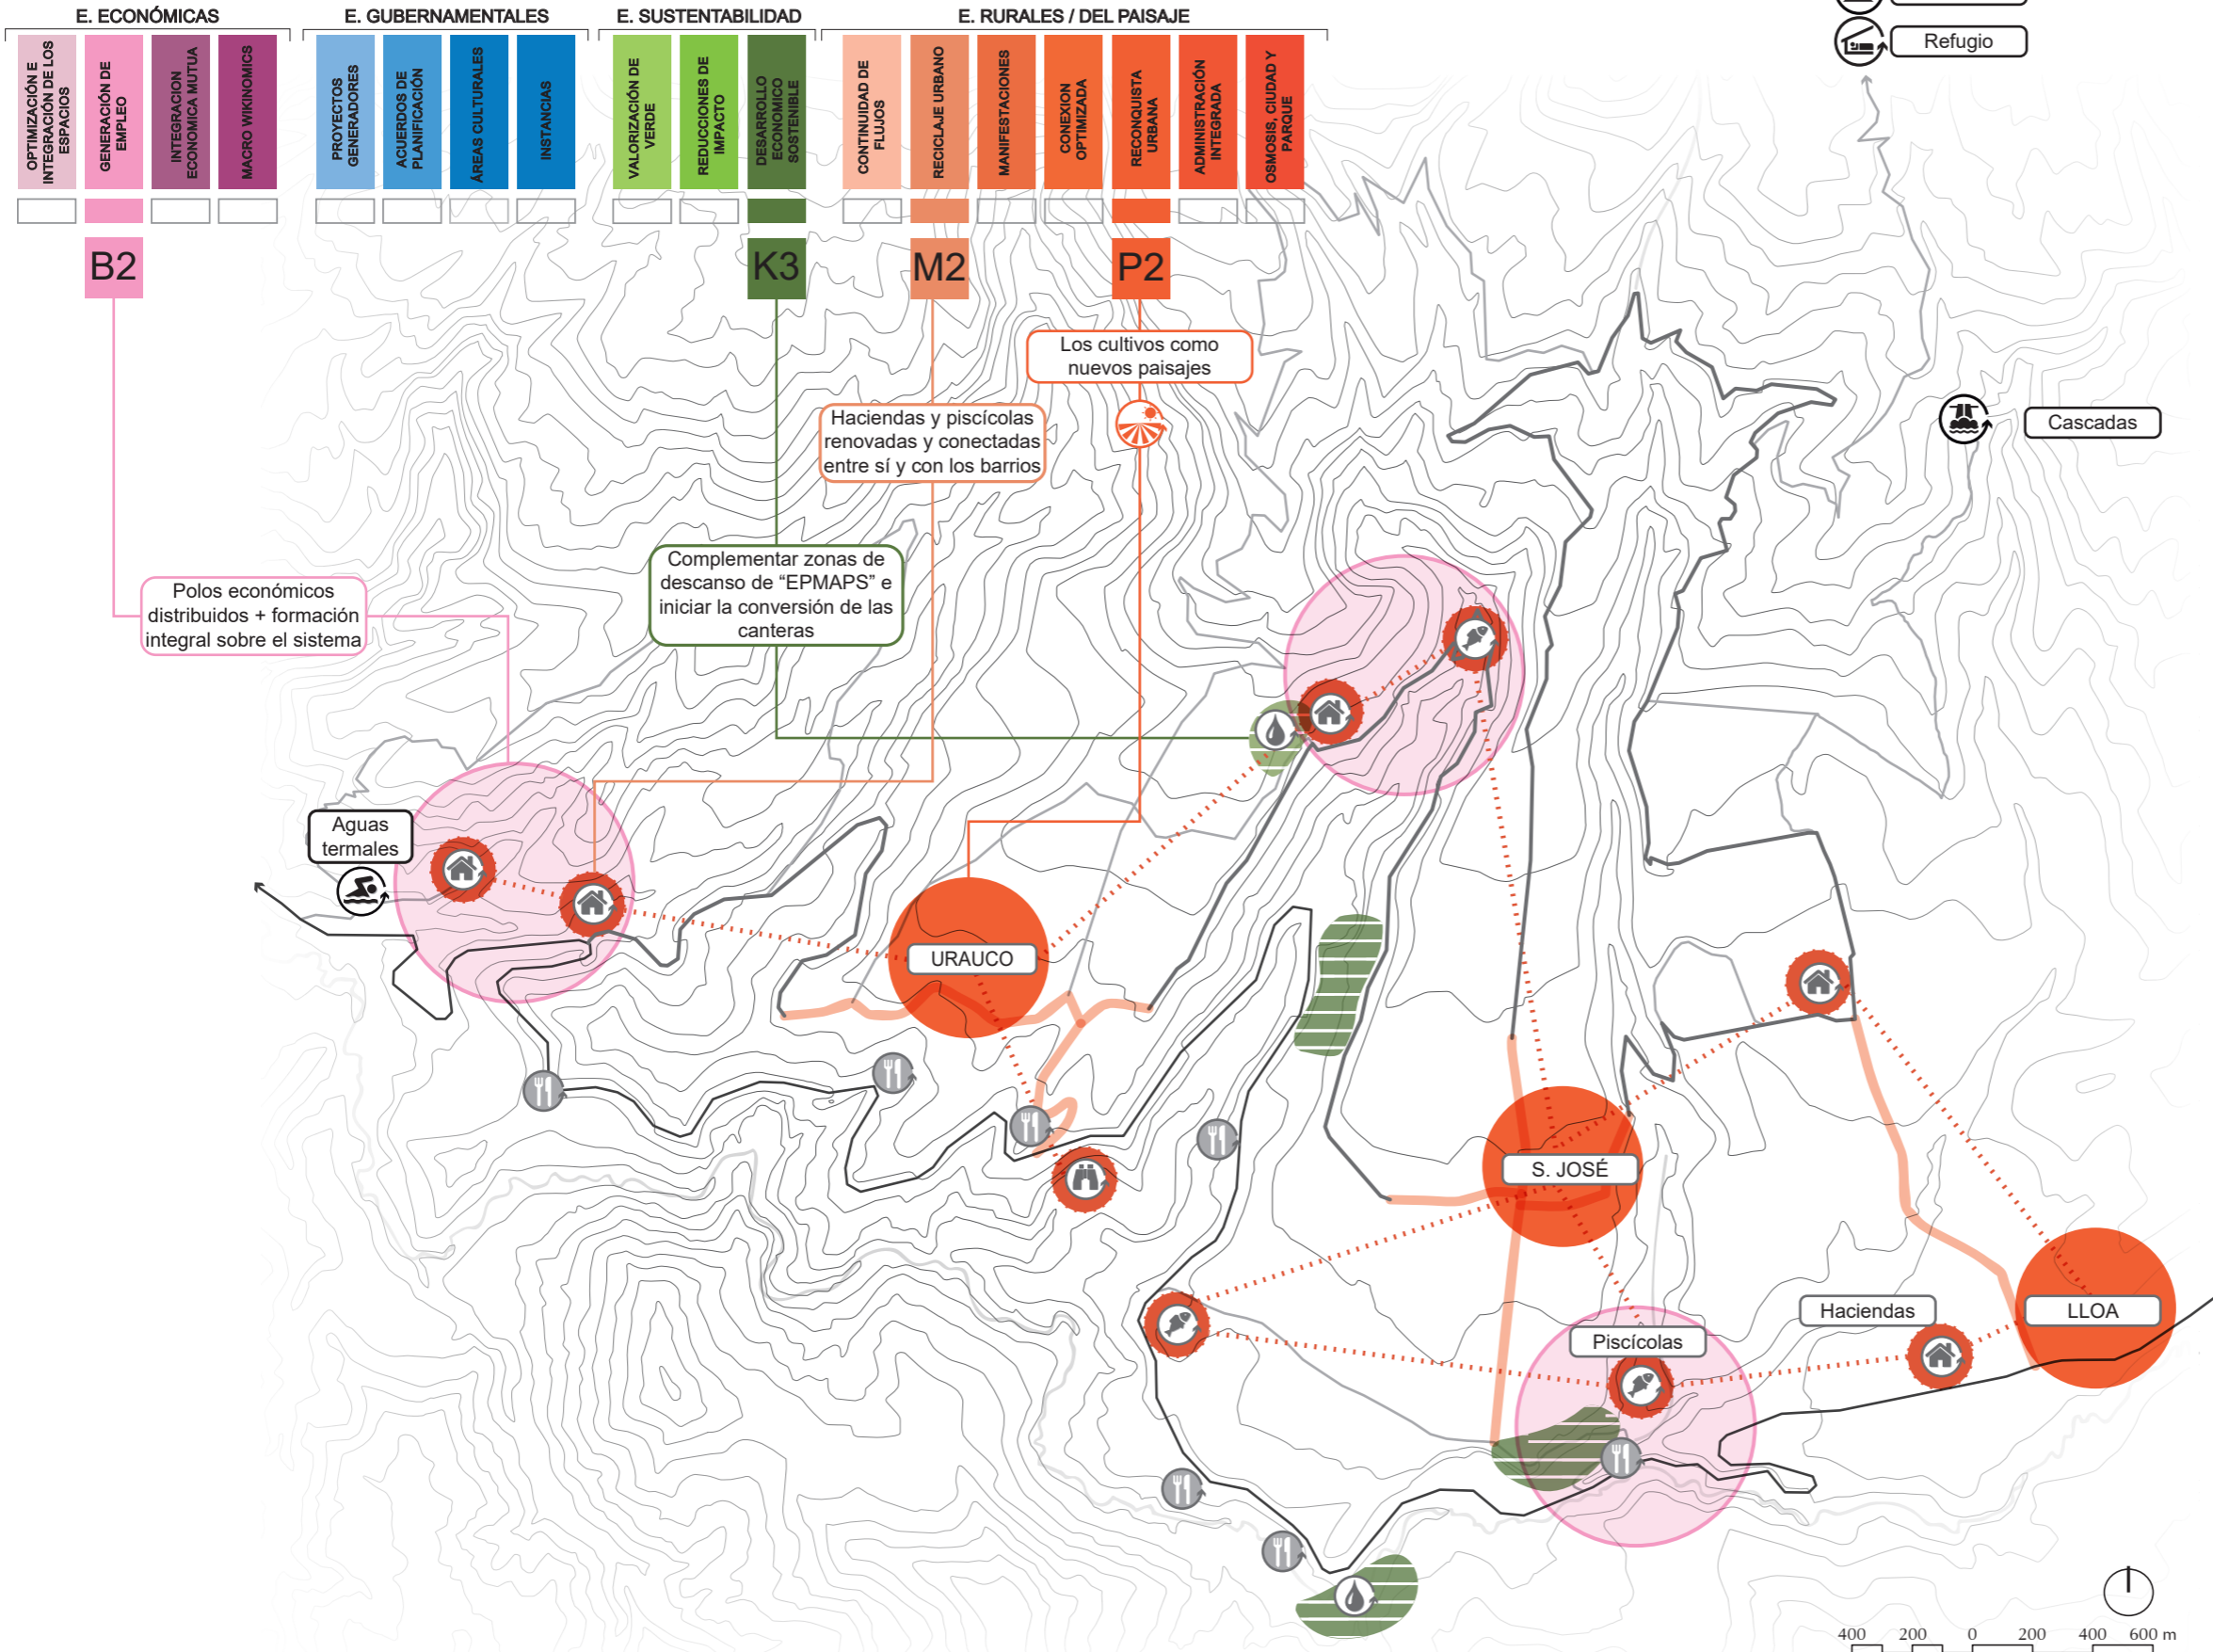 E. ECONÓMICAS
E. GUBERNAMENTALES
E. SUSTENTABILIDAD
E. RURALES / DEL PAISAJE
OPTIMIZACIÓN E
INTEGRACIÓN DE LOS
ESPACIOS
GENERACIÓN DE
EMPLEO
INTEGRACION
ECONOMICA MUTUA
MACRO WIKINOMICS
PROYECTOS
GENERADORES
ACUERDOS DE
PLANIFICACIÓN
ÁREAS CULTURALES
INSTANCIAS
VALORIZACIÓN DE
VERDE
REDUCCIONES DE
IMPACTO
DESARROLLO
ECONOMICO
SOSTENIBLE
CONTINUIDAD DE
FLUJOS
RECICLAJE URBANO
MANIFESTACIONES
CONEXION
OPTIMIZADA
RECONQUISTA
URBANA
ADMINISTRACIÓN
INTEGRADA
OSMOSIS, CIUDAD Y
PARQUE
Refugio
B2
K3
M2
P2
Los cultivos como
nuevos paisajes
Haciendas y piscícolas
renovadas y conectadas
entre sí y con los barrios
Cascadas
Complementar zonas de
descanso de “EPMAPS” e
iniciar la conversión de las
canteras
Polos económicos
distribuidos + formación
integral sobre el sistema
Aguas
termales
URAUCO
S. JOSÉ
Haciendas
LLOA
Piscícolas
400 200 0 200 400 600 m